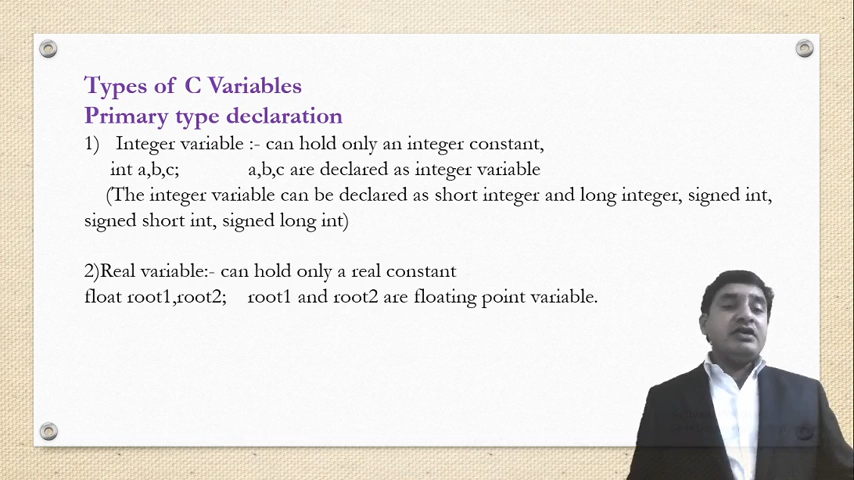 Types of C Variables
Primary type declaration
1) Integer variable :- can hold only an integer constant,
int a,b,c; a,b,c are declared as integer variable
(The integer variable can be declared as short integer and long integer, signed int,
signed short int, signed long int)
2)Real variable:- can hold only a real constant
float root1,root2; root1 and root2 are floating point variable.